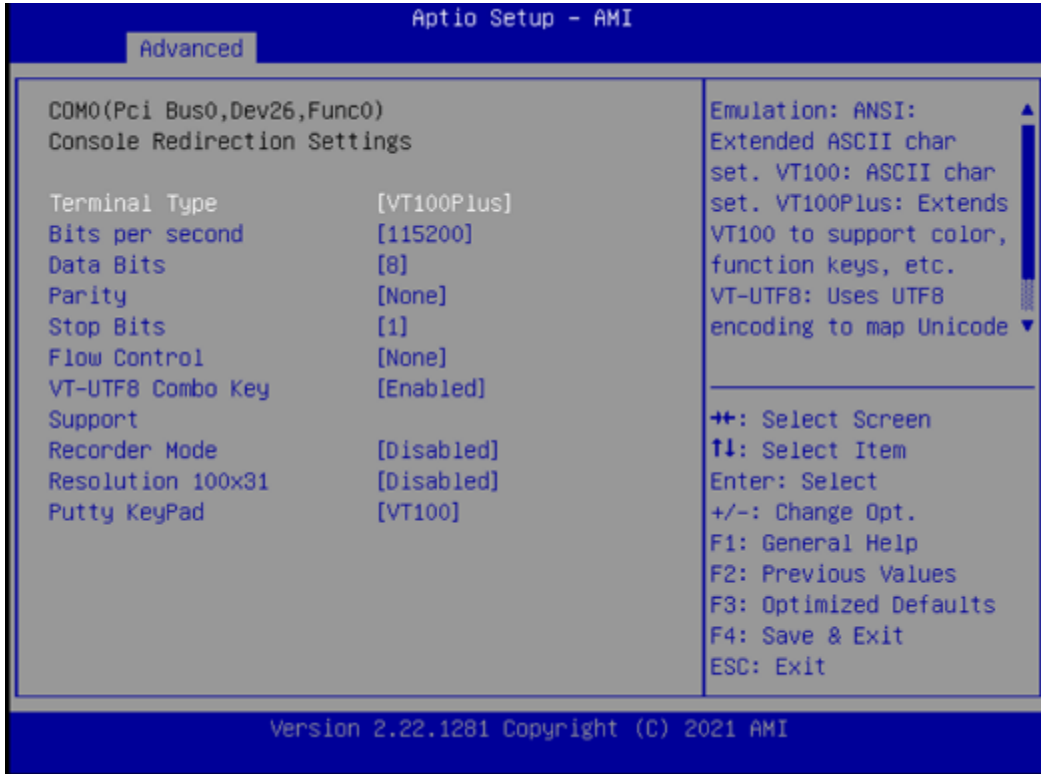 Aptio Setup – AMI
Advanced
COM0(Pci Bus0,Dev26,Func0)
Console Redirection Settings
Terminal Type [VT100Plus]
Bits per second [115200]
Data Bits [8]
Parity [None]
Stop Bits [1]
Flow Control [None]
VT-UTF8 Combo Key [Enabled]
Support
Recorder Mode [Disabled]
Resolution 100x31 [Disabled]
Putty KeyPad [VT100]
Emulation: ANSI:
Extended ASCII char
set. VT100: ASCII char
set. VT100Plus: Extends
VT100 to support color,
function keys, etc.
VT-UTF8: Uses UTF8
encoding to map Unicode
→←: Select Screen
↑↓: Select Item
Enter: Select
+/-: Change Opt.
F1: General Help
F2: Previous Values
F3: Optimized Defaults
F4: Save & Exit
ESC: Exit
Version 2.22.1281 Copyright (C) 2021 AMI